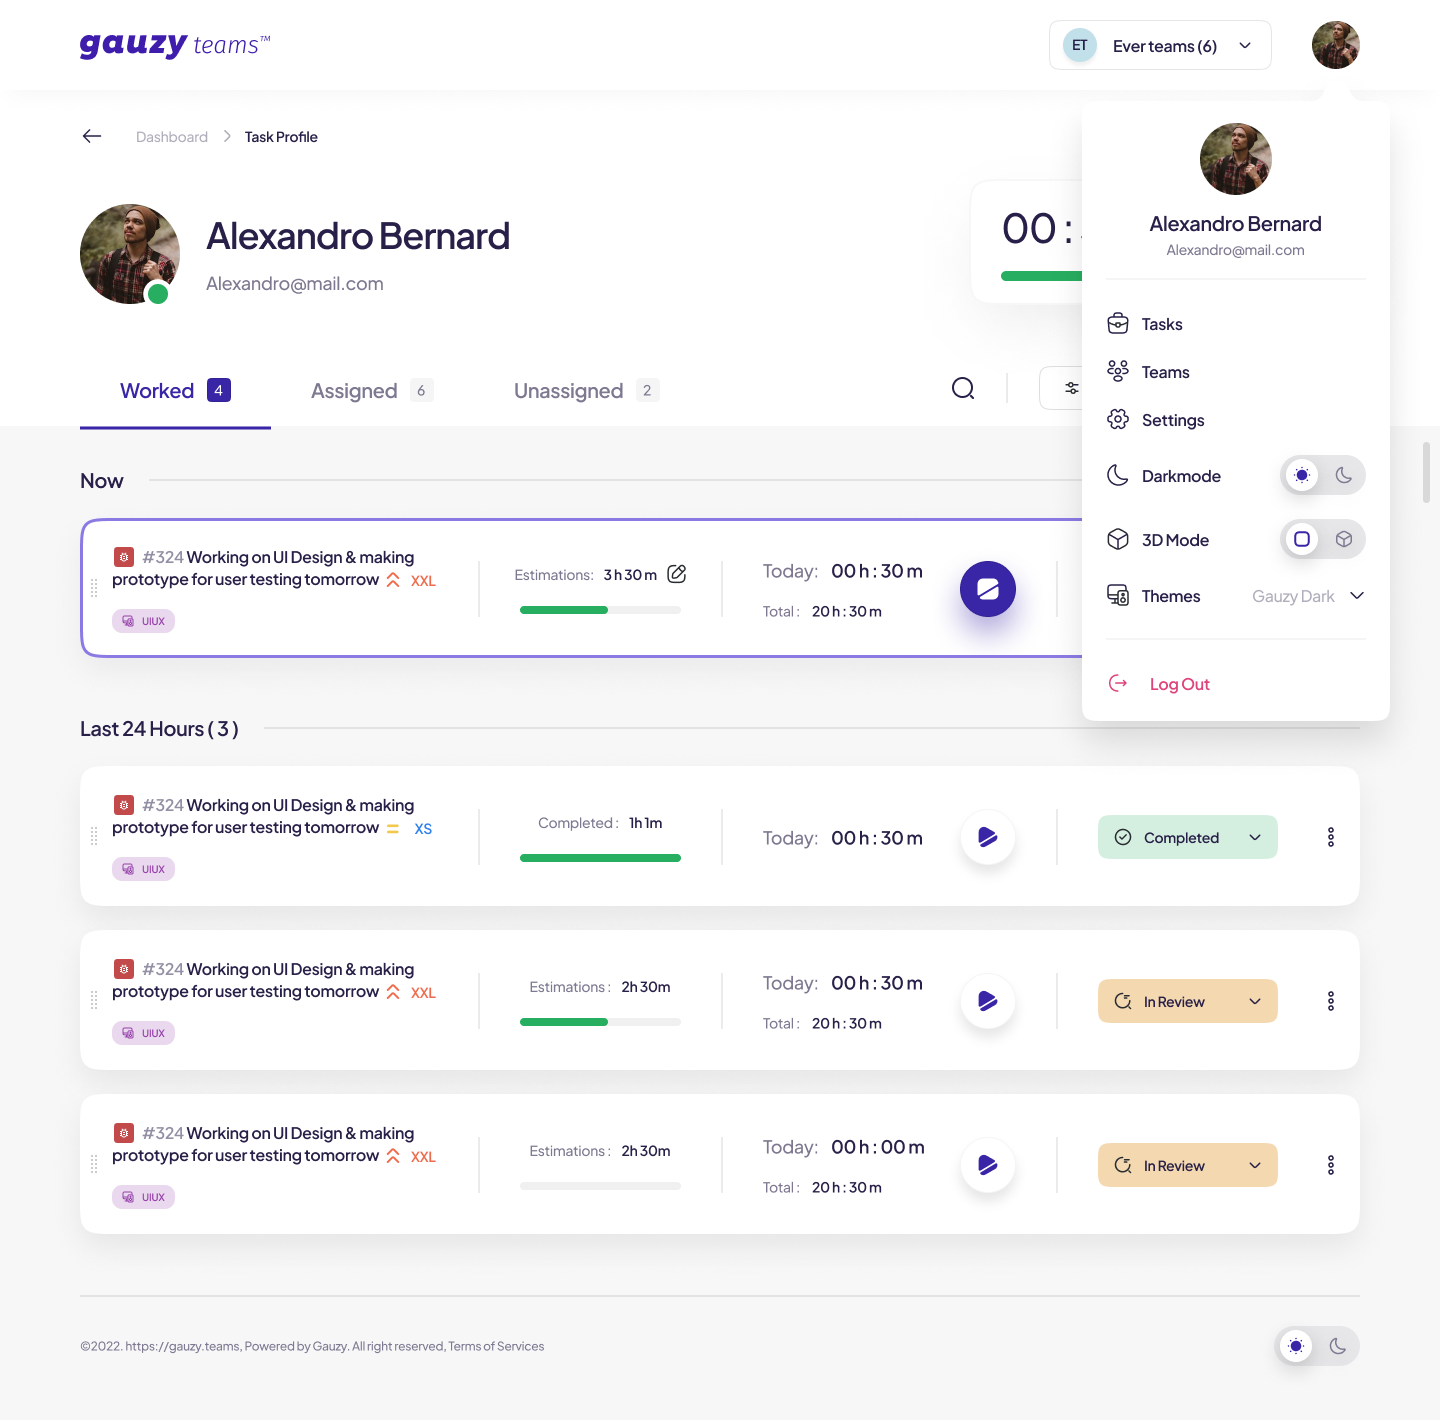 gauzy teams™
ET Ever teams (6)
Dashboard Task Profile
Alexandro Bernard
Alexandro@mail.com
00 :
Worked 4 Assigned 6 Unassigned 2
Alexandro Bernard
Alexandro@mail.com
Tasks
Teams
Settings
Darkmode
3D Mode
Themes Gauzy Dark
Log Out
Now
#324 Working on UI Design & making
prototype for user testing tomorrow XXL
UIUX
Estimations: 3 h 30 m
Today: 00 h : 30 m
Total : 20 h : 30 m
Last 24 Hours ( 3 )
#324 Working on UI Design & making
prototype for user testing tomorrow XS
UIUX
Completed : 1h 1m
Today: 00 h : 30 m
Completed
#324 Working on UI Design & making
prototype for user testing tomorrow XXL
UIUX
Estimations : 2h 30m
Today: 00 h : 30 m
Total : 20 h : 30 m
In Review
#324 Working on UI Design & making
prototype for user testing tomorrow XXL
UIUX
Estimations : 2h 30m
Today: 00 h : 00 m
Total : 20 h : 30 m
In Review
©2022. https://gauzy.teams, Powered by Gauzy. All right reserved, Terms of Services